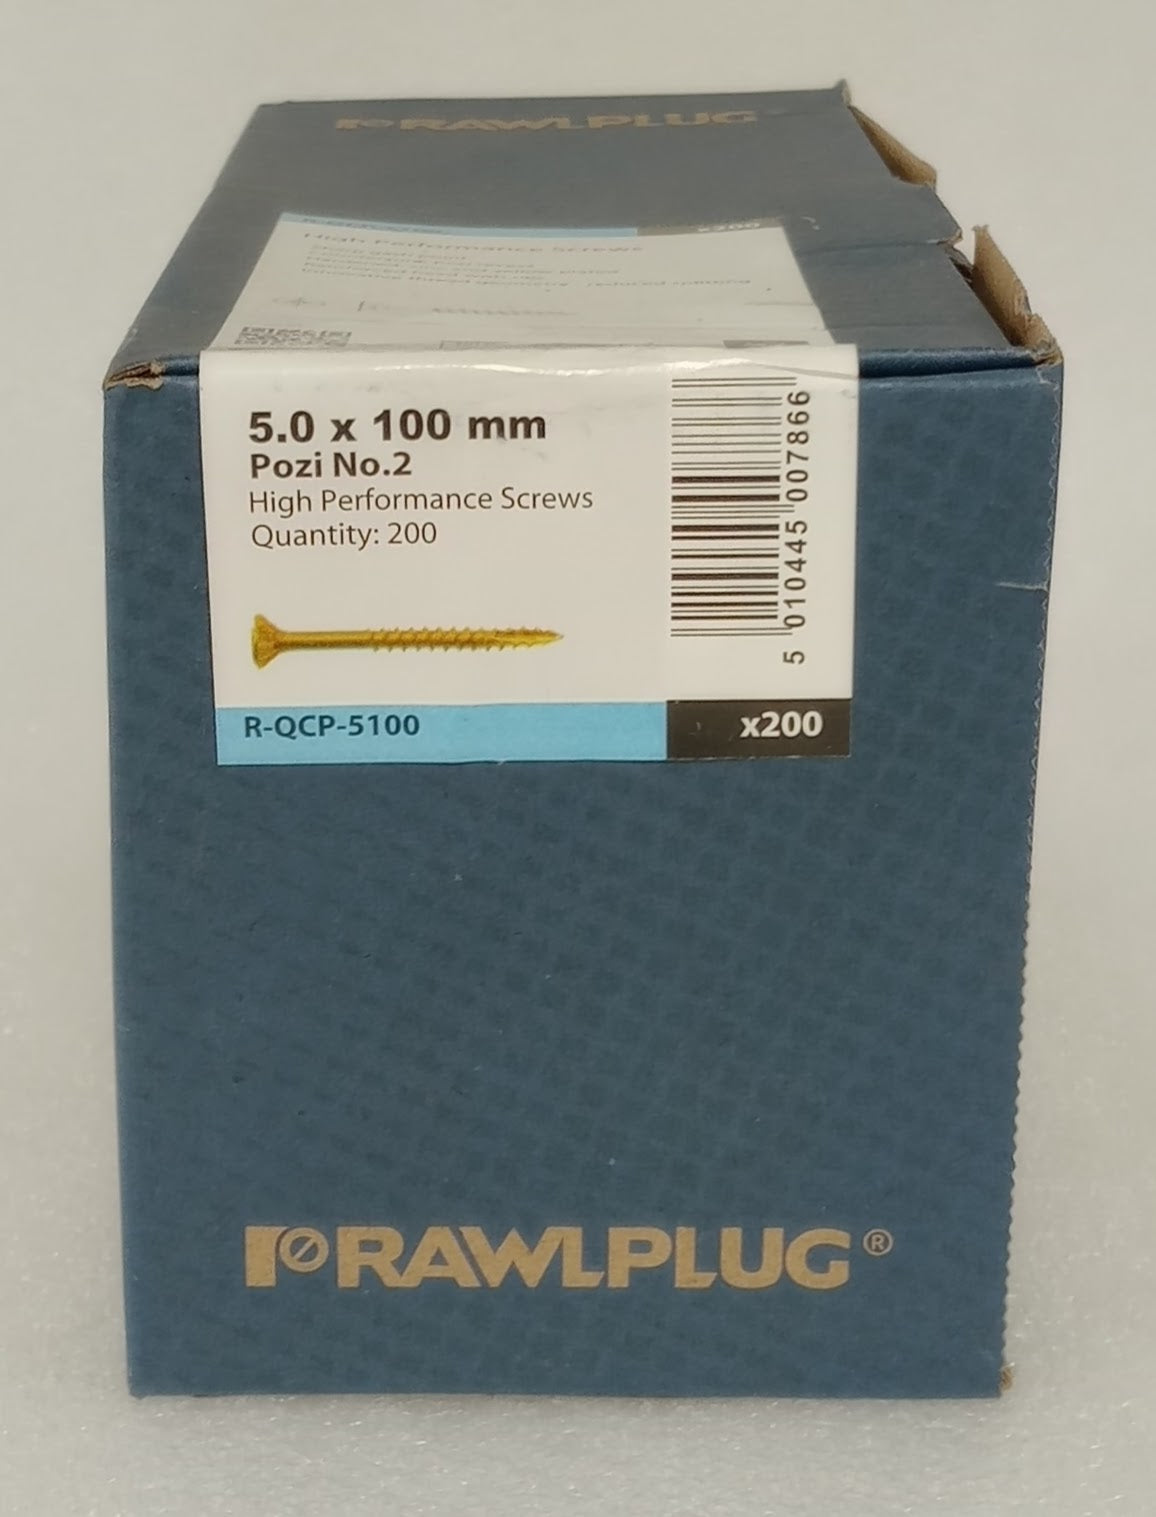 RAWLPLUG
x200
High Performance Screws
5.0 x 100 mm
Pozi No.2
High Performance Screws
Quantity: 200
5 010445 007866
R-QCP-5100
x200
RAWLPLUG®